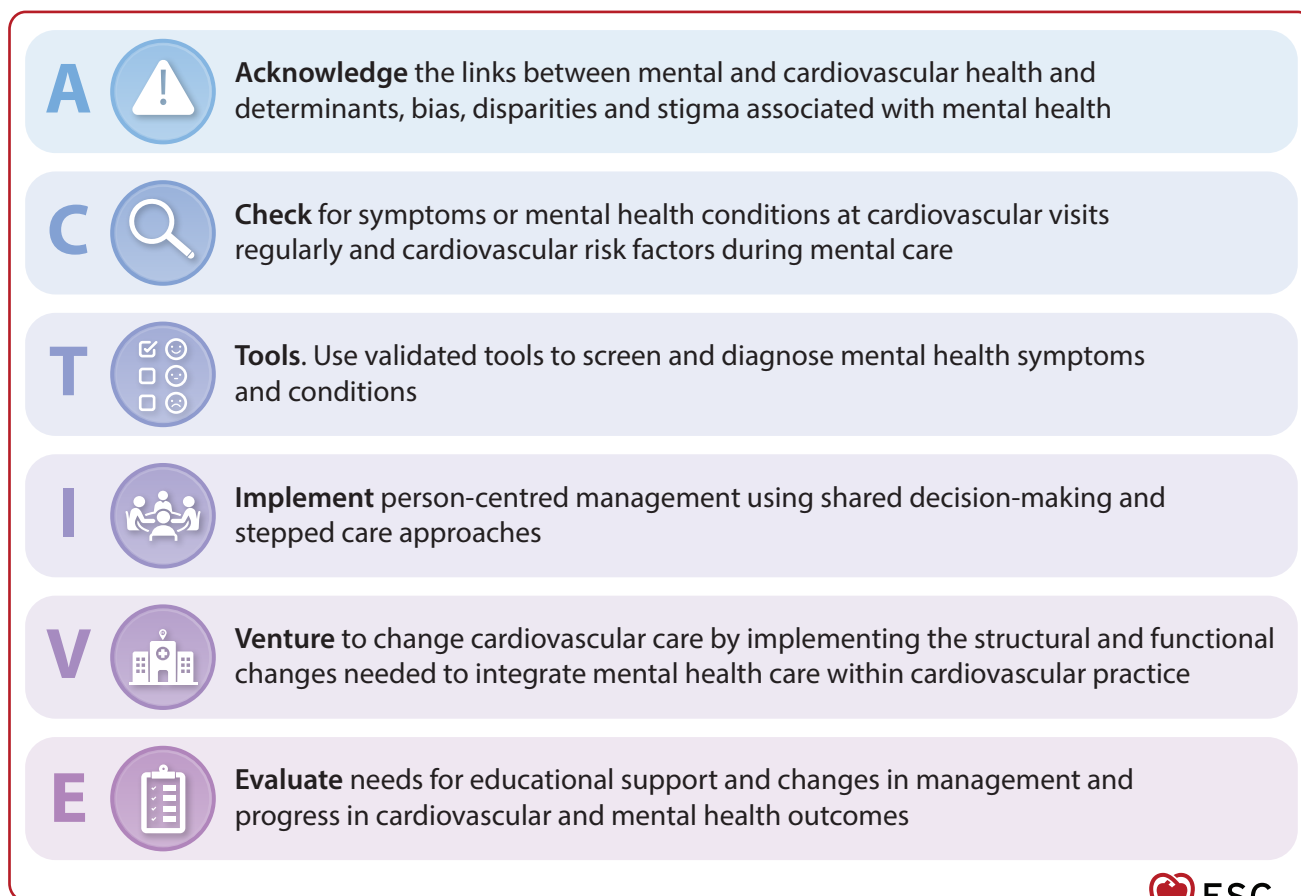 A
Acknowledge the links between mental and cardiovascular health and
determinants, bias, disparities and stigma associated with mental health
C
Check for symptoms or mental health conditions at cardiovascular visits
regularly and cardiovascular risk factors during mental care
T
Tools. Use validated tools to screen and diagnose mental health symptoms
and conditions
I
Implement person-centred management using shared decision-making and
stepped care approaches
V
Venture to change cardiovascular care by implementing the structural and functional
changes needed to integrate mental health care within cardiovascular practice
E
Evaluate needs for educational support and changes in management and
progress in cardiovascular and mental health outcomes
ESC